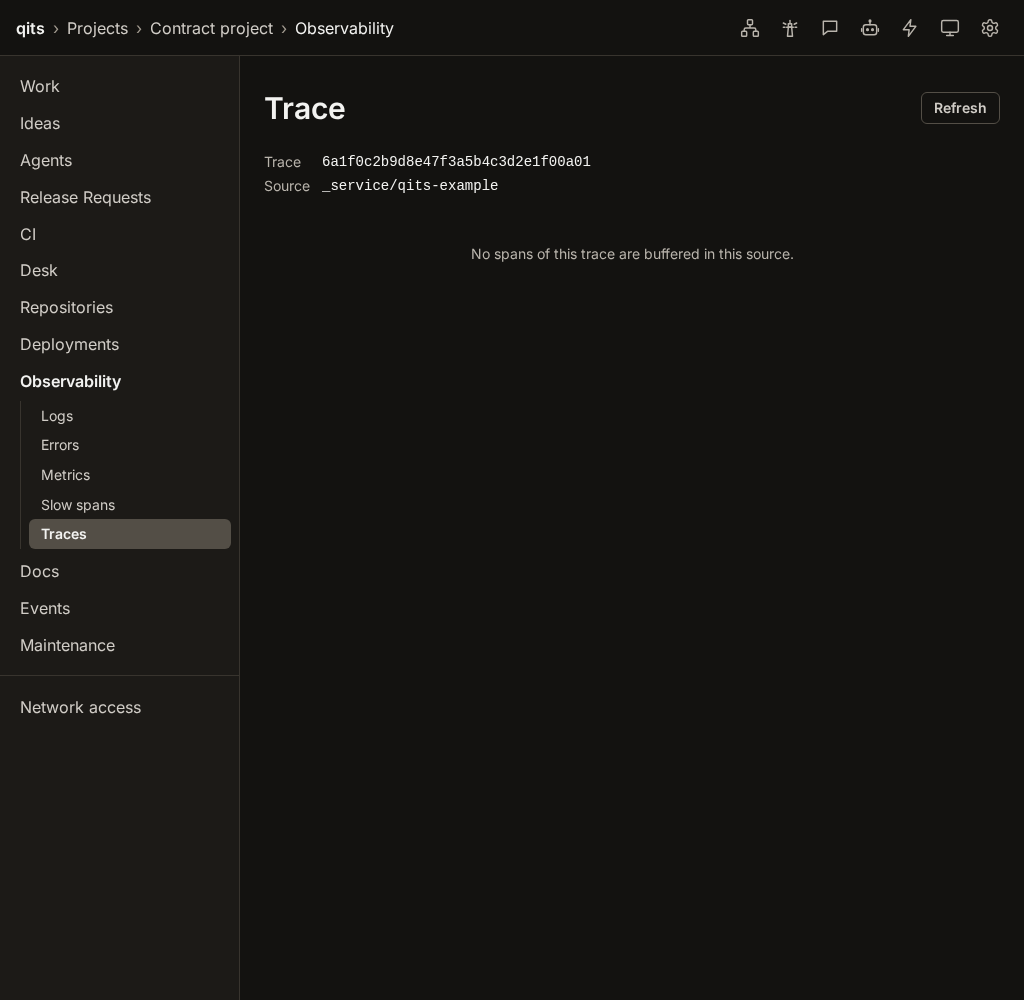 qits › Projects › Contract project › Observability
Work
Ideas
Agents
Release Requests
CI
Desk
Repositories
Deployments
Observability
Logs
Errors
Metrics
Slow spans
Traces
Docs
Events
Maintenance
Network access
Trace
Refresh
Trace 6a1f0c2b9d8e47f3a5b4c3d2e1f00a01
Source _service/qits-example
No spans of this trace are buffered in this source.